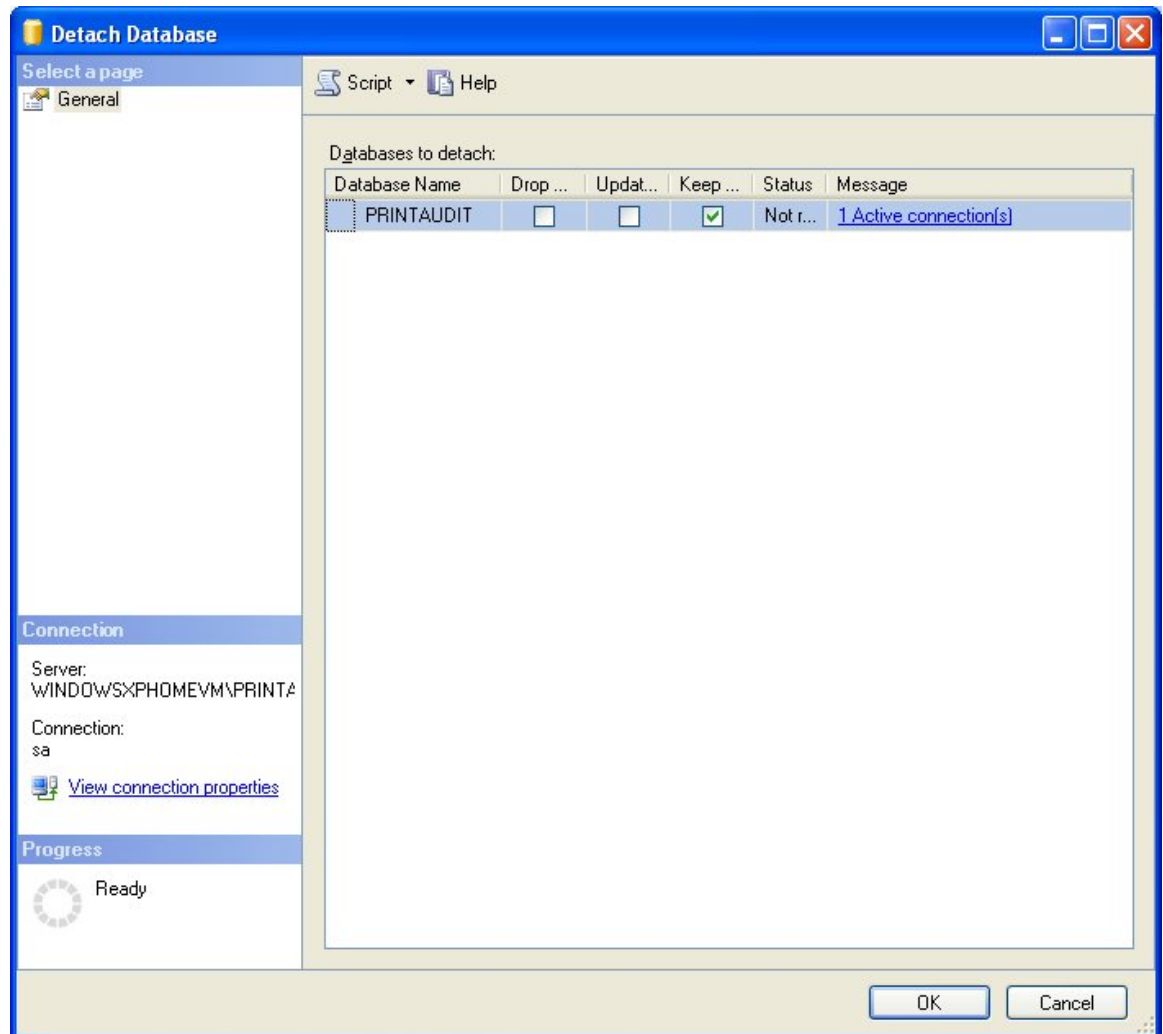 Detach Database
Select a page
General
Script Help
Databases to detach:
Database Name Drop ... Updat... Keep ... Status Message
PRINTAUDIT Not r... 1 Active connection(s)
Connection
Server:
WINDOWSXPHOMEVM\PRINTA
Connection:
sa
View connection properties
Progress
Ready
OK Cancel